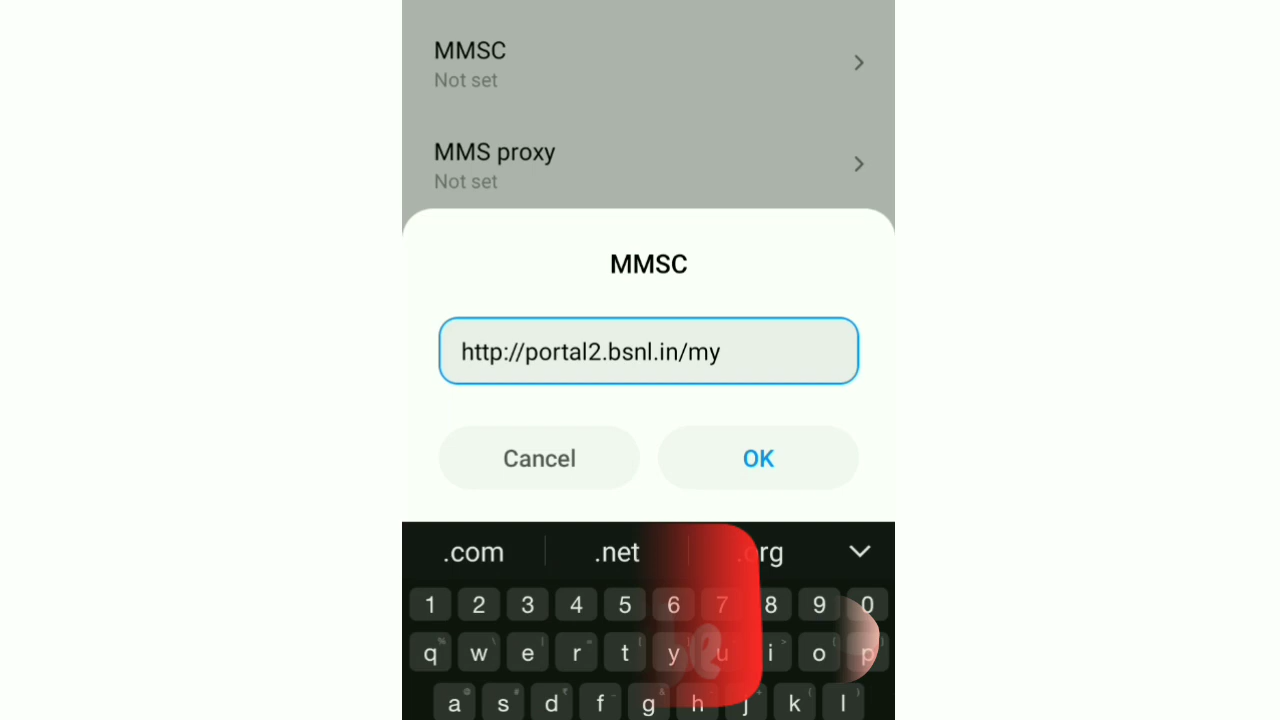 MMSC
Not set
MMS proxy
Not set
MMSC
http://portal2.bsnl.in/my
Cancel
OK
.com .net .org
1 2 3 4 5 6 7 8 9 0
q w e r t y u i o p
a s d f g h j k l